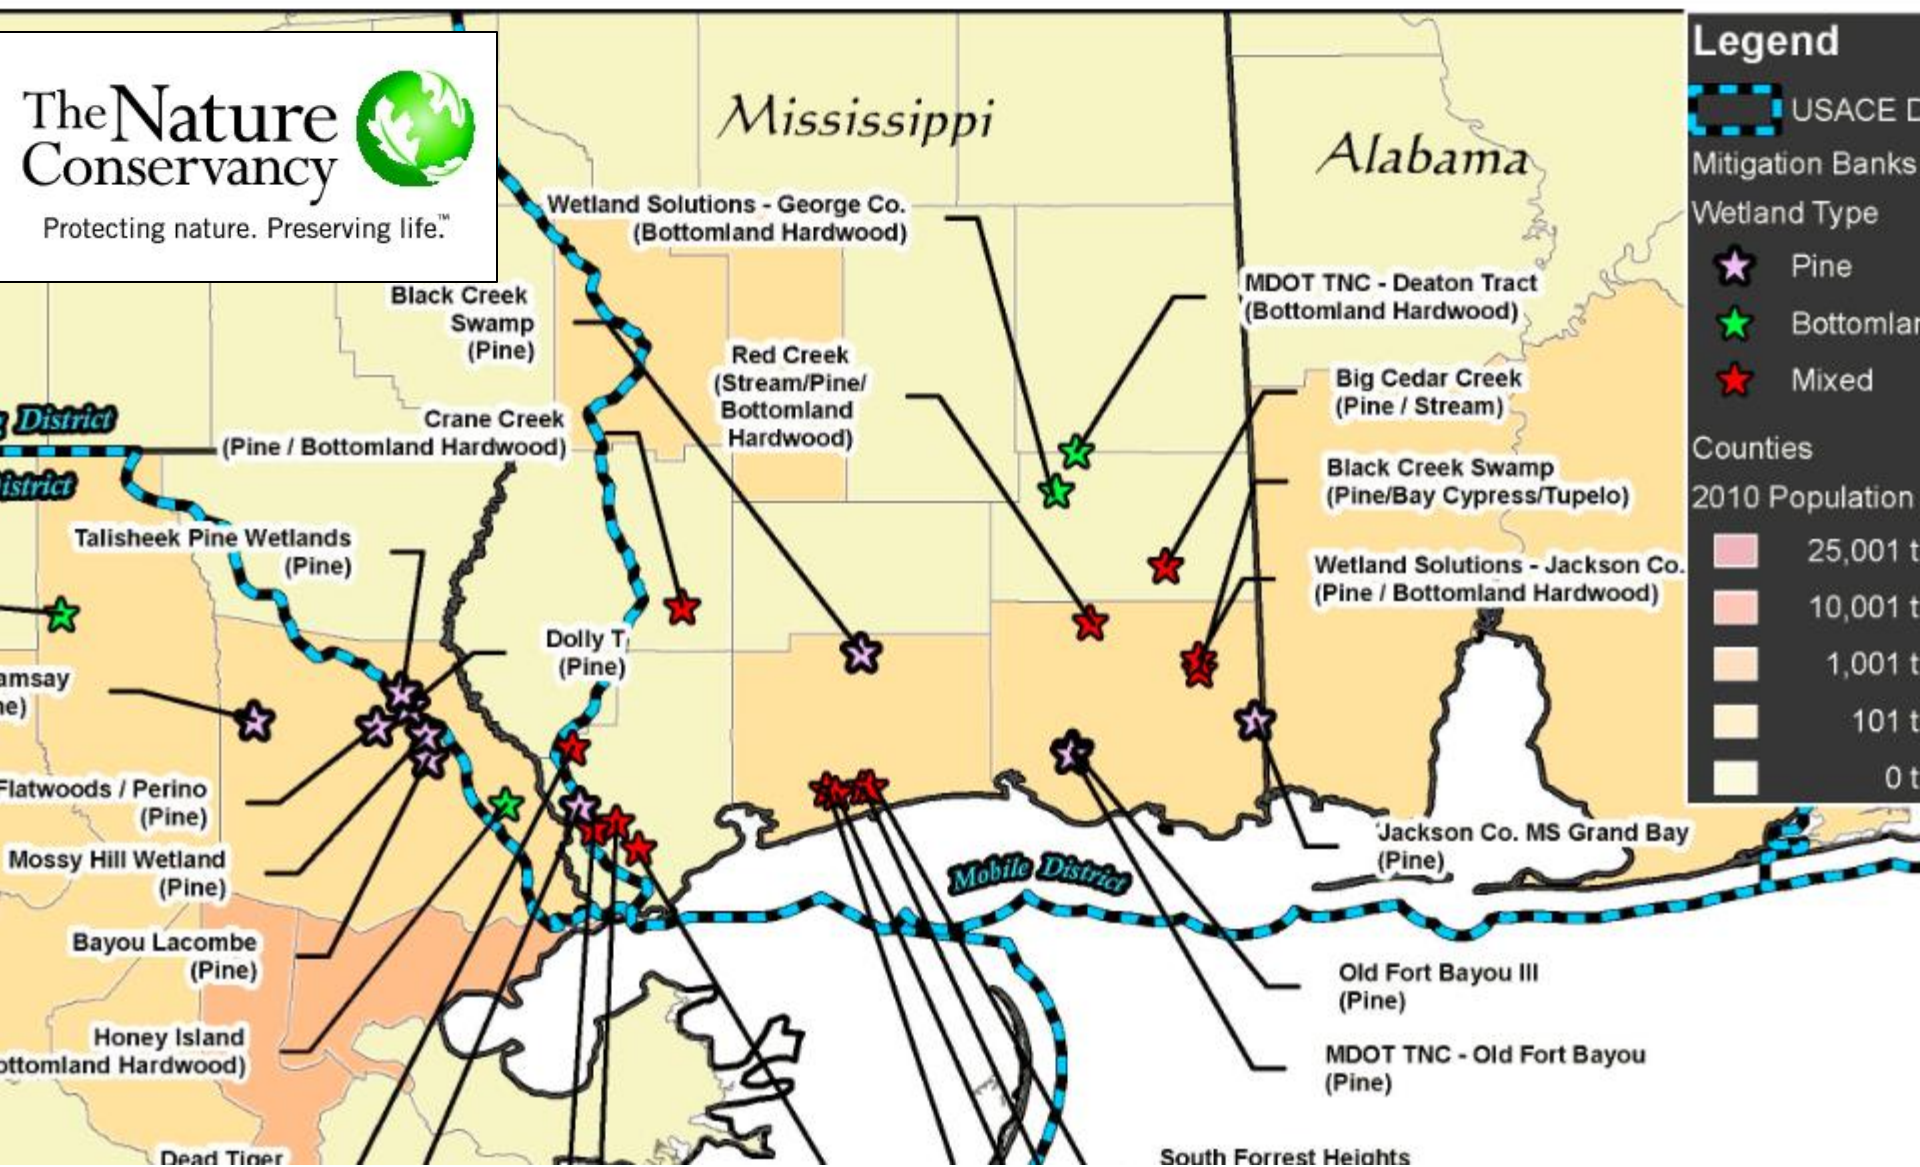 The Nature
Conservancy
Protecting nature. Preserving life.™
Mississippi
Alabama
Legend
USACE D
Mitigation Banks
Wetland Type
Pine
Bottomlan
Mixed
Counties
2010 Population
25,001 t
10,001 t
1,001 t
101 t
0 t
Wetland Solutions - George Co.
(Bottomland Hardwood)
Black Creek
Swamp
(Pine)
MDOT TNC - Deaton Tract
(Bottomland Hardwood)
Red Creek
(Stream/Pine/
Bottomland
Hardwood)
Big Cedar Creek
(Pine / Stream)
District
Crane Creek
(Pine / Bottomland Hardwood)
istrict
Black Creek Swamp
(Pine/Bay Cypress/Tupelo)
Talisheek Pine Wetlands
(Pine)
Wetland Solutions - Jackson Co.
(Pine / Bottomland Hardwood)
Dolly T
(Pine)
amsay
ne)
Flatwoods / Perino
(Pine)
Mossy Hill Wetland
(Pine)
Jackson Co. MS Grand Bay
(Pine)
Mobile District
Bayou Lacombe
(Pine)
Old Fort Bayou III
(Pine)
Honey Island
ottomland Hardwood)
MDOT TNC - Old Fort Bayou
(Pine)
Dead Tiger
South Forrest Heights